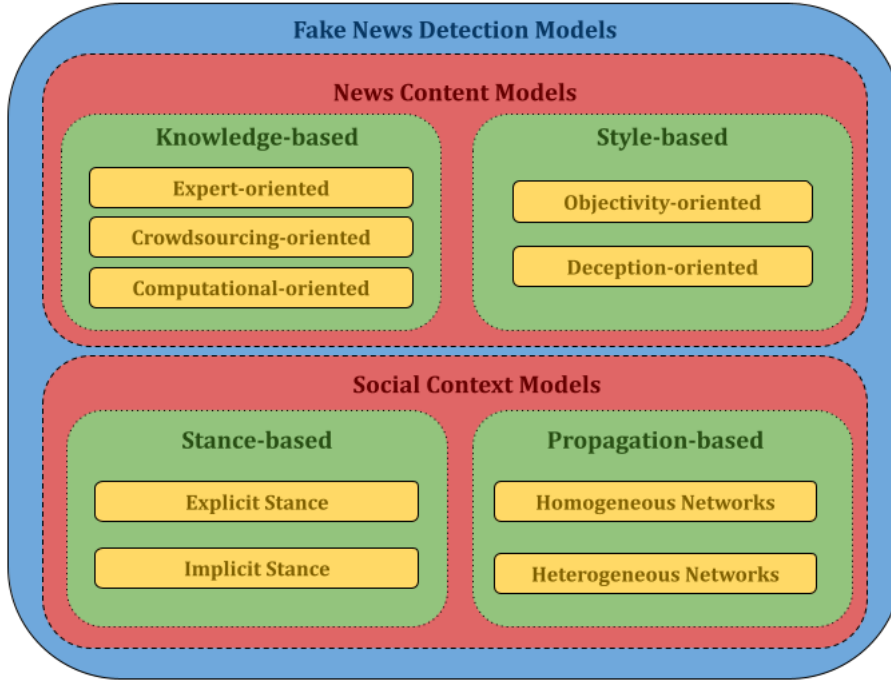 Fake News Detection Models
News Content Models
Knowledge-based
Expert-oriented
Crowdsourcing-oriented
Computational-oriented
Style-based
Objectivity-oriented
Deception-oriented
Social Context Models
Stance-based
Explicit Stance
Implicit Stance
Propagation-based
Homogeneous Networks
Heterogeneous Networks